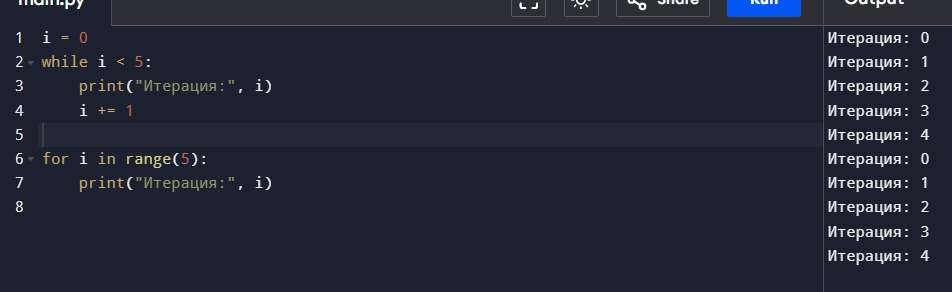 main.py
Share
Run
Output
1 i = 0
2 while i < 5:
3 print("Итерация:", i)
4 i += 1
5
6 for i in range(5):
7 print("Итерация:", i)
8
Итерация: 0
Итерация: 1
Итерация: 2
Итерация: 3
Итерация: 4
Итерация: 0
Итерация: 1
Итерация: 2
Итерация: 3
Итерация: 4